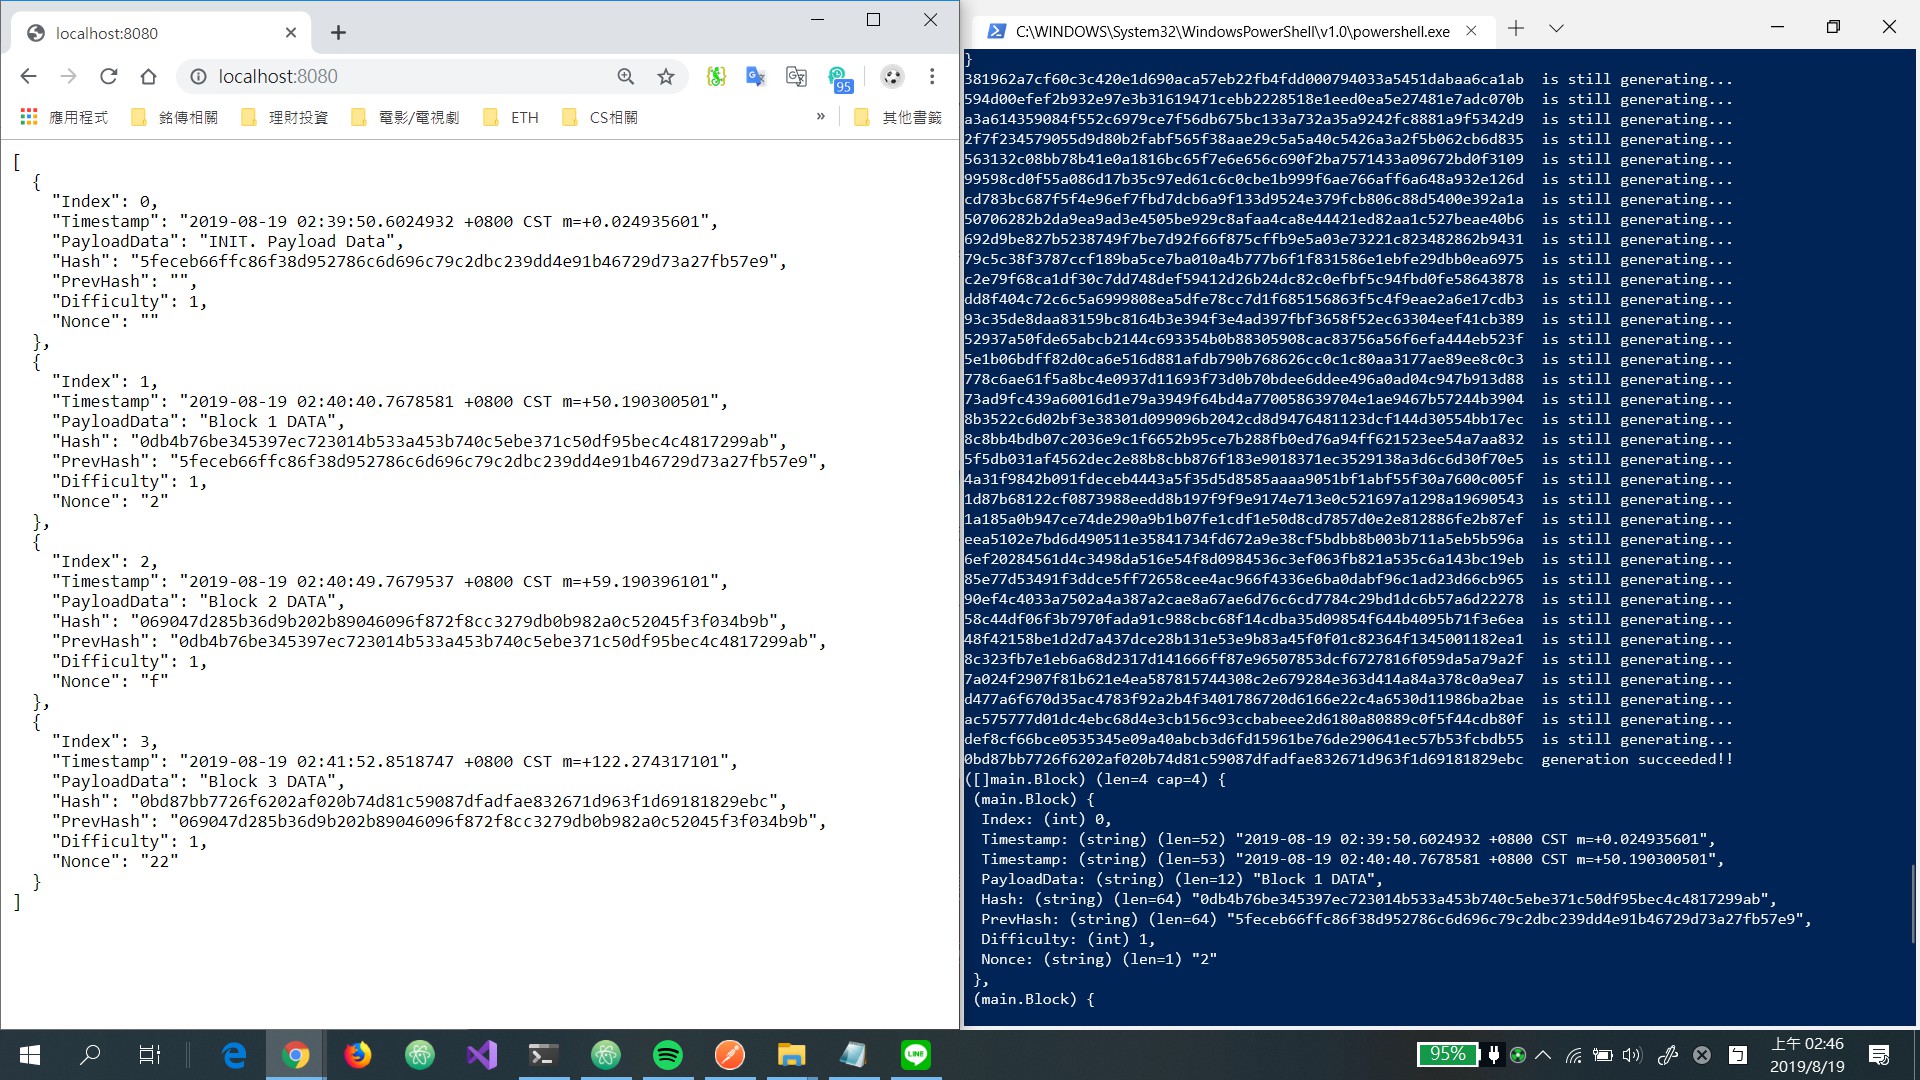 localhost:8080
localhost:8080
95
應用程式
銘傳相關
理財投資
電影/電視劇
ETH
CS相關
»
其他書籤
[
{
"Index": 0,
"Timestamp": "2019-08-19 02:39:50.6024932 +0800 CST m=+0.024935601",
"PayloadData": "INIT. Payload Data",
"Hash": "5feceb66ffc86f38d952786c6d696c79c2dbc239dd4e91b46729d73a27fb57e9",
"PrevHash": "",
"Difficulty": 1,
"Nonce": ""
},
{
"Index": 1,
"Timestamp": "2019-08-19 02:40:40.7678581 +0800 CST m=+50.190300501",
"PayloadData": "Block 1 DATA",
"Hash": "0db4b76be345397ec723014b533a453b740c5ebe371c50df95bec4c4817299ab",
"PrevHash": "5feceb66ffc86f38d952786c6d696c79c2dbc239dd4e91b46729d73a27fb57e9",
"Difficulty": 1,
"Nonce": "2"
},
{
"Index": 2,
"Timestamp": "2019-08-19 02:40:49.7679537 +0800 CST m=+59.190396101",
"PayloadData": "Block 2 DATA",
"Hash": "069047d285b36d9b202b89046096f872f8cc3279db0b982a0c52045f3f034b9b",
"PrevHash": "0db4b76be345397ec723014b533a453b740c5ebe371c50df95bec4c4817299ab",
"Difficulty": 1,
"Nonce": "f"
},
{
"Index": 3,
"Timestamp": "2019-08-19 02:41:52.8518747 +0800 CST m=+122.274317101",
"PayloadData": "Block 3 DATA",
"Hash": "0bd87bb7726f6202af020b74d81c59087dfadfae832671d963f1d69181829ebc",
"PrevHash": "069047d285b36d9b202b89046096f872f8cc3279db0b982a0c52045f3f034b9b",
"Difficulty": 1,
"Nonce": "22"
}
]
C:\WINDOWS\System32\WindowsPowerShell\v1.0\powershell.exe
}
381962a7cf60c3c420e1d690aca57eb22fb4fdd000794033a5451dabaa6ca1ab is still generating...
594d00efef2b932e97e3b31619471cebb2228518e1eed0ea5e27481e7adc070b is still generating...
a3a614359084f552c6979ce7f56db675bc133a732a35a9242fc8881a9f5342d9 is still generating...
2f7f234579055d9d80b2fabf565f38aae29c5a5a40c5426a3a2f5b062cb6d835 is still generating...
563132c08bb78b41e0a1816bc65f7e6e656c690f2ba7571433a09672bd0f3109 is still generating...
99598cd0f55a086d17b35c97ed61c6c0cbe1b999f6ae766aff6a648a932e126d is still generating...
cd783bc687f5f4e96ef7fbd7dcb6a9f133d9524e379fcb806c88d5400e392a1a is still generating...
50706282b2da9ea9ad3e4505be929c8afaa4ca8e44421ed82aa1c527beae40b6 is still generating...
692d9be827b5238749f7be7d92f66f875cffb9e5a03e73221c823482862b9431 is still generating...
79c5c38f3787ccf189ba5ce7ba010a4b777b6f1f831586e1ebfe29dbb0ea6975 is still generating...
c2e79f68ca1df30c7dd748def59412d26b24dc82c0efbf5c94fbd0fe58643878 is still generating...
dd8f404c72c6c5a6999808ea5dfe78cc7d1f685156863f5c4f9eae2a6e17cdb3 is still generating...
93c35de8daa83159bc8164b3e394f3e4ad397fbf3658f52ec63304eef41cb389 is still generating...
52937a50fde65abcb2144c693354b0b88305908cac83756a56f6efa444eb523f is still generating...
5e1b06bdff82d0ca6e516d881afdb790b768626cc0c1c80aa3177ae89ee8c0c3 is still generating...
778c6ae61f5a8bc4e0937d11693f73d0b70bdee6ddee496a0ad04c947b913d88 is still generating...
73ad9fc439a60016d1e79a3949f64bd4a770058639704e1ae9467b57244b3904 is still generating...
8b3522c6d02bf3e38301d099096b2042cd8d9476481123dcf144d30554bb17ec is still generating...
8c8bb4bdb07c2036e9c1f6652b95ce7b288fb0ed76a94ff621523ee54a7aa832 is still generating...
5f5db031af4562dec2e88b8cbb876f183e9018371ec3529138a3d6c6d30f70e5 is still generating...
4a31f9842b091fdeceb4443a5f35d5d8585aaaa9051bf1abf55f30a7600c005f is still generating...
1d87b68122cf0873988eedd8b197f9f9e9174e713e0c521697a1298a19690543 is still generating...
1a185a0b947ce74de290a9b1b07fe1cdf1e50d8cd7857d0e2e812886fe2b87ef is still generating...
eea5102e7bd6d490511e35841734fd672a9e38cf5bdbb8b003b711a5eb5b596a is still generating...
6ef20284561d4c3498da516e54f8d0984536c3ef063fb821a535c6a143bc19eb is still generating...
85e77d53491f3ddce5ff72658cee4ac966f4336e6ba0dabf96c1ad23d66cb965 is still generating...
90ef4c4033a7502a4a387a2cae8a67ae6d76c6cd7784c29bd1dc6b57a6d22278 is still generating...
58c44df06f3b7970fada91c988cbc68f14cdba35d09854f644b4095b71f3e6ea is still generating...
48f42158be1d2d7a437dce28b131e53e9b83a45f0f01c82364f1345001182ea1 is still generating...
8c323fb7e1eb6a68d2317d141666ff87e96507853dcf6727816f059da5a79a2f is still generating...
7a024f2907f81b621e4ea587815744308c2e679284e363d414a84a378c0a9ea7 is still generating...
d477a6f670d35ac4783f92a2b4f3401786720d6166e22c4a6530d11986ba2bae is still generating...
ac575777d01dc4ebc68d4e3cb156c93ccbabeee2d6180a80889c0f5f44cdb80f is still generating...
def8cf66bce0535345e09a40abcb3d6fd15961be76de290641ec57b53fcbdb55 is still generating...
0bd87bb7726f6202af020b74d81c59087dfadfae832671d963f1d69181829ebc generation succeeded!!
([]main.Block) (len=4 cap=4) {
(main.Block) {
Index: (int) 0,
Timestamp: (string) (len=52) "2019-08-19 02:39:50.6024932 +0800 CST m=+0.024935601",
Timestamp: (string) (len=53) "2019-08-19 02:40:40.7678581 +0800 CST m=+50.190300501",
PayloadData: (string) (len=12) "Block 1 DATA",
Hash: (string) (len=64) "0db4b76be345397ec723014b533a453b740c5ebe371c50df95bec4c4817299ab",
PrevHash: (string) (len=64) "5feceb66ffc86f38d952786c6d696c79c2dbc239dd4e91b46729d73a27fb57e9",
Difficulty: (int) 1,
Nonce: (string) (len=1) "2"
},
(main.Block) {
LINE
95%
上午 02:46
2019/8/19